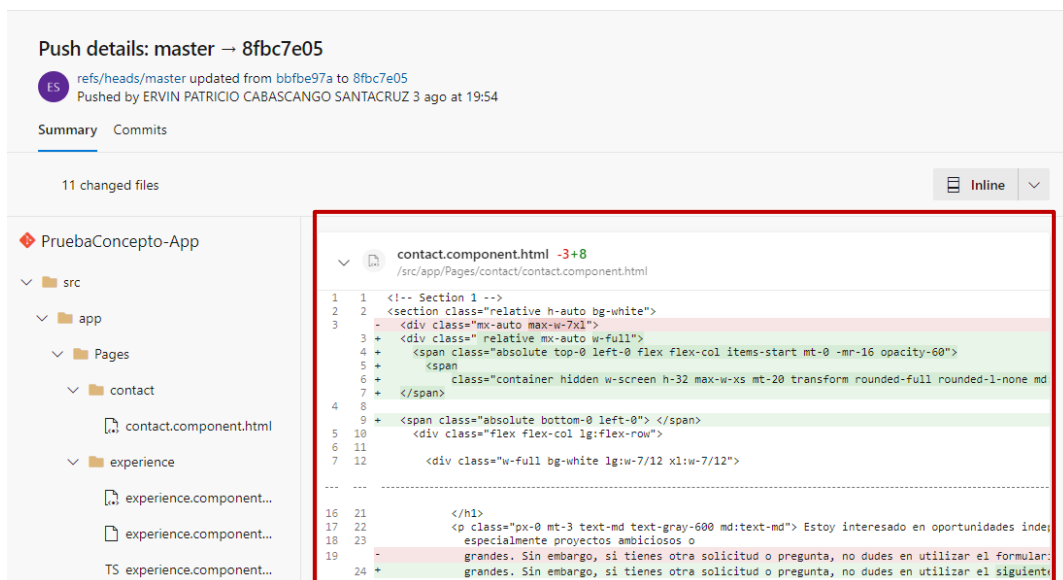 Push details: master → 8fbc7e05
ES
refs/heads/master updated from bbfbe97a to 8fbc7e05
Pushed by ERVIN PATRICIO CABASCANGO SANTACRUZ 3 ago at 19:54
Summary Commits
11 changed files
Inline
PruebaConcepto-App
src
app
Pages
contact
contact.component.html
experience
experience.component...
experience.component...
TS experience.component...
contact.component.html -3+8
/src/app/Pages/contact/contact.component.html
1 1 <!-- Section 1 -->
2 2 <section class="relative h-auto bg-white">
3 - <div class="mx-auto max-w-7xl">
3 + <div class=" relative mx-auto w-full">
4 + <span class="absolute top-0 left-0 flex flex-col items-start mt-0 -mr-16 opacity-60">
5 + <span
6 + class="container hidden w-screen h-32 max-w-xs mt-20 transform rounded-full rounded-l-none md
7 + </span>
4 8
9 + <span class="absolute bottom-0 left-0"> </span>
5 10 <div class="flex flex-col lg:flex-row">
6 11
7 12 <div class="w-full bg-white lg:w-7/12 xl:w-7/12">
--- ---
16 21 </h1>
17 22 <p class="px-0 mt-3 text-md text-gray-600 md:text-md"> Estoy interesado en oportunidades
18 23 especialmente proyectos ambiciosos o
19 - grandes. Sin embargo, si tienes otra solicitud o pregunta, no dudes en utilizar el
24 + grandes. Sin embargo, si tienes otra solicitud o pregunta, no dudes en utilizar el